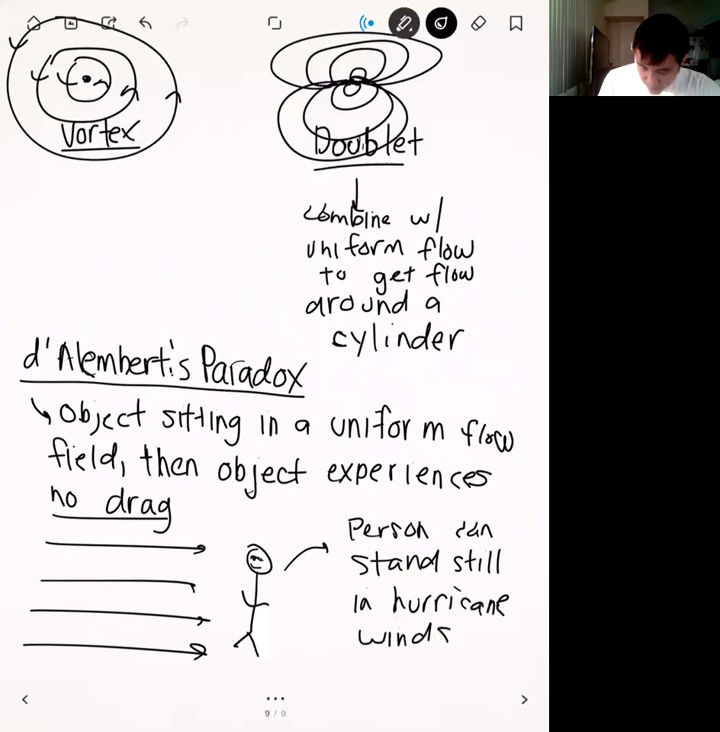 Vortex
Doublet
combine w/
uniform flow
to get flow
around a
cylinder
d'Alembert's Paradox
↳ object sitting in a uniform flow
field, then object experiences
no drag
Person can
stand still
in hurricane
winds
9 / 9